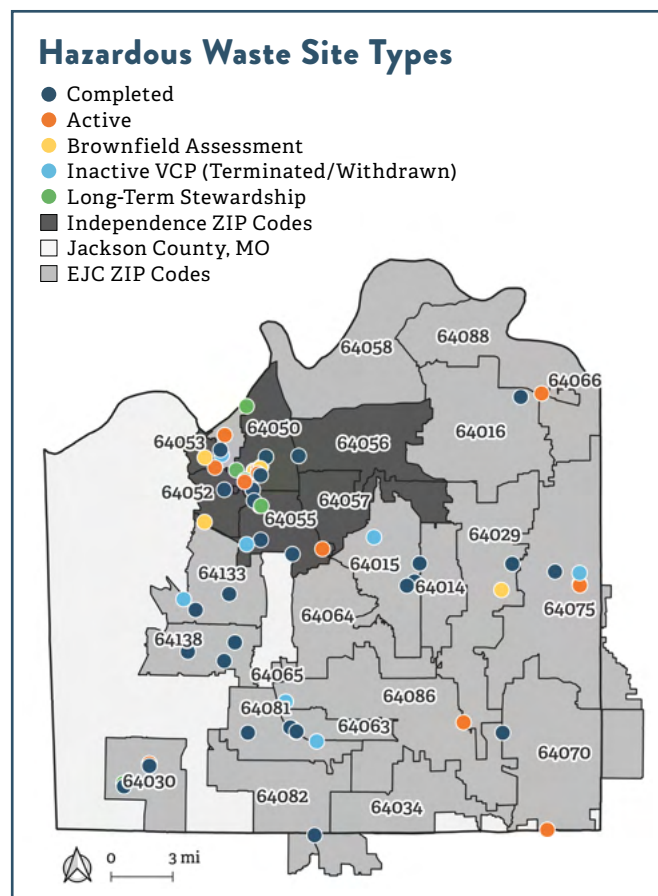 Hazardous Waste Site Types
Completed
Active
Brownfield Assessment
Inactive VCP (Terminated/Withdrawn)
Long-Term Stewardship
Independence ZIP Codes
Jackson County, MO
EJC ZIP Codes
64088
64058
64066
64050
64016
64053
64056
64052
64057
64055
64029
64015
64133
64014
64075
64064
64138
64065
64086
64081
64063
64070
64030
64082
64034
0 3 mi